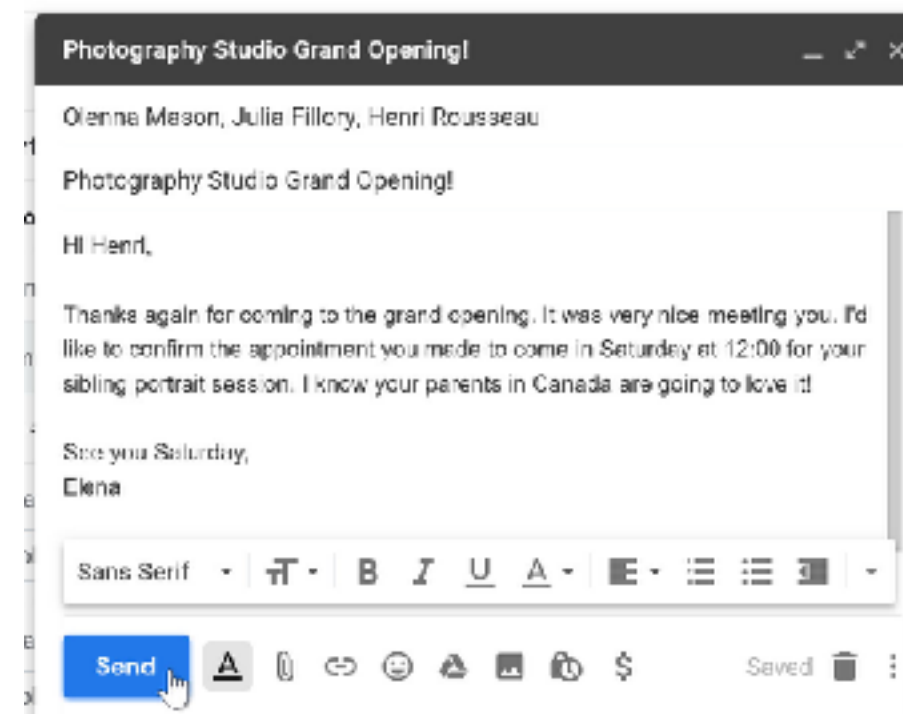 Photography Studio Grand Opening!
Olenna Mason, Julia Fillory, Henri Rousseau
Photography Studio Grand Opening!
Hi Henri,
Thanks again for coming to the grand opening. It was very nice meeting you. I'd
like to confirm the appointment you made to come in Saturday at 12:00 for your
sibling portrait session. I know your parents in Canada are going to love it!
See you Saturday,
Elena
Sans Serif
Send
Saved